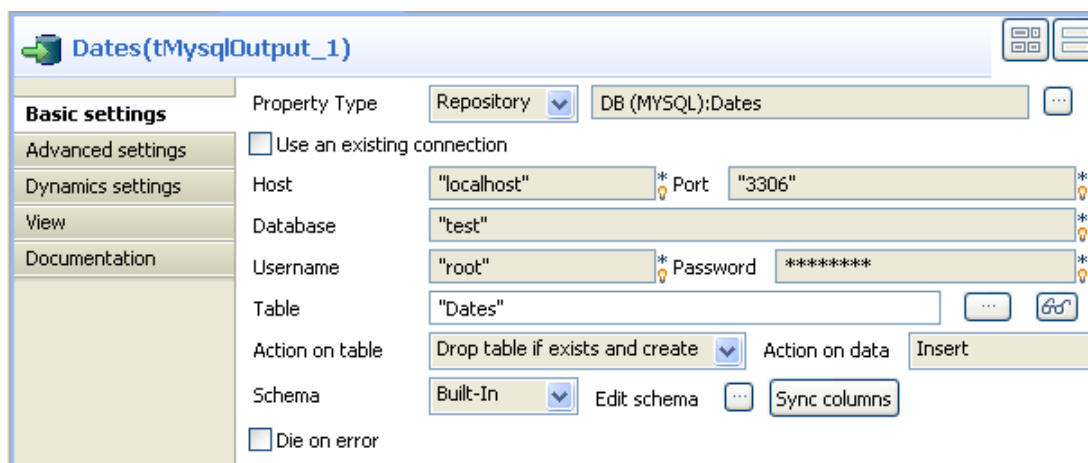 Dates(tMysqlOutput_1)
Basic settings
Advanced settings
Dynamics settings
View
Documentation
Property Type Repository DB (MYSQL):Dates ...
Use an existing connection
Host "localhost" * Port "3306" *
Database "test" *
Username "root" * Password ******** *
Table "Dates" ...
Action on table Drop table if exists and create Action on data Insert
Schema Built-In Edit schema ... Sync columns
Die on error